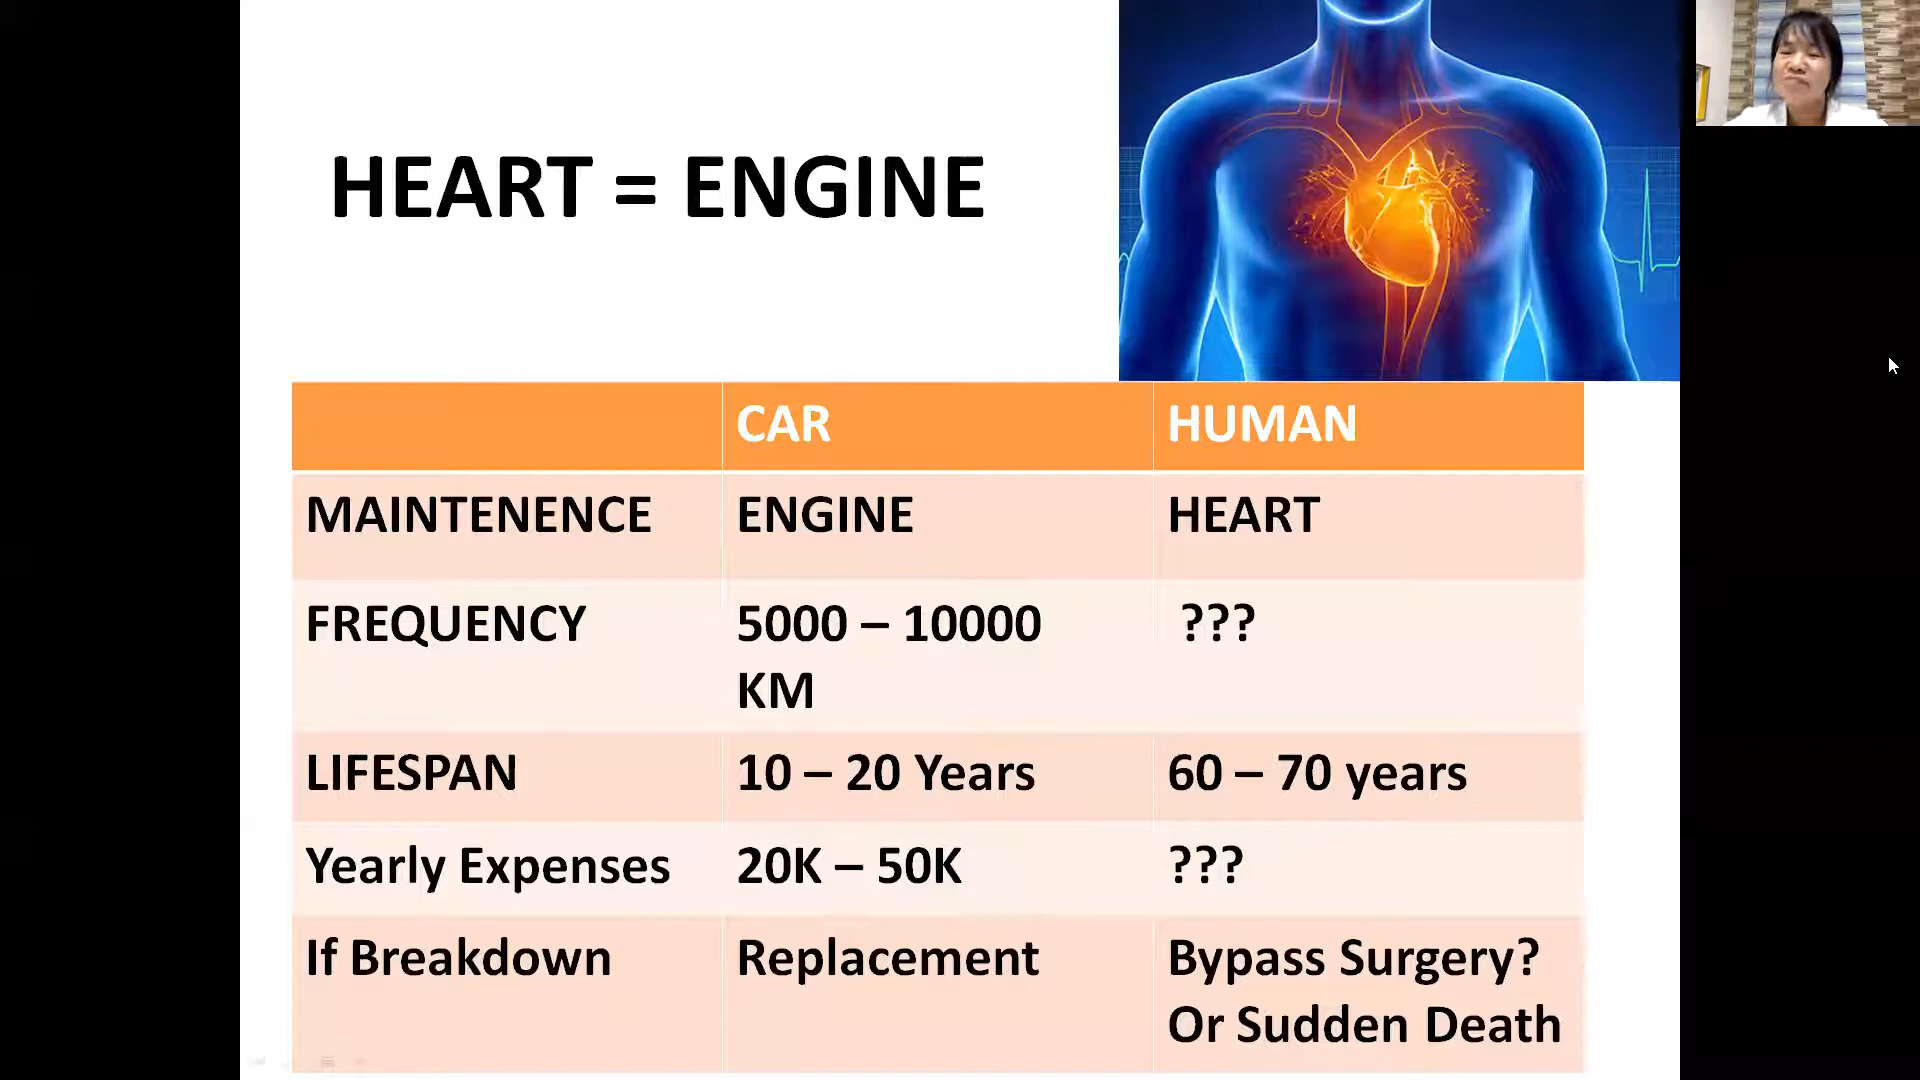 HEART = ENGINE
CAR HUMAN
MAINTENENCE ENGINE HEART
FREQUENCY 5000 – 10000 ???
KM
LIFESPAN 10 – 20 Years 60 – 70 years
Yearly Expenses 20K – 50K ???
If Breakdown Replacement Bypass Surgery?
Or Sudden Death